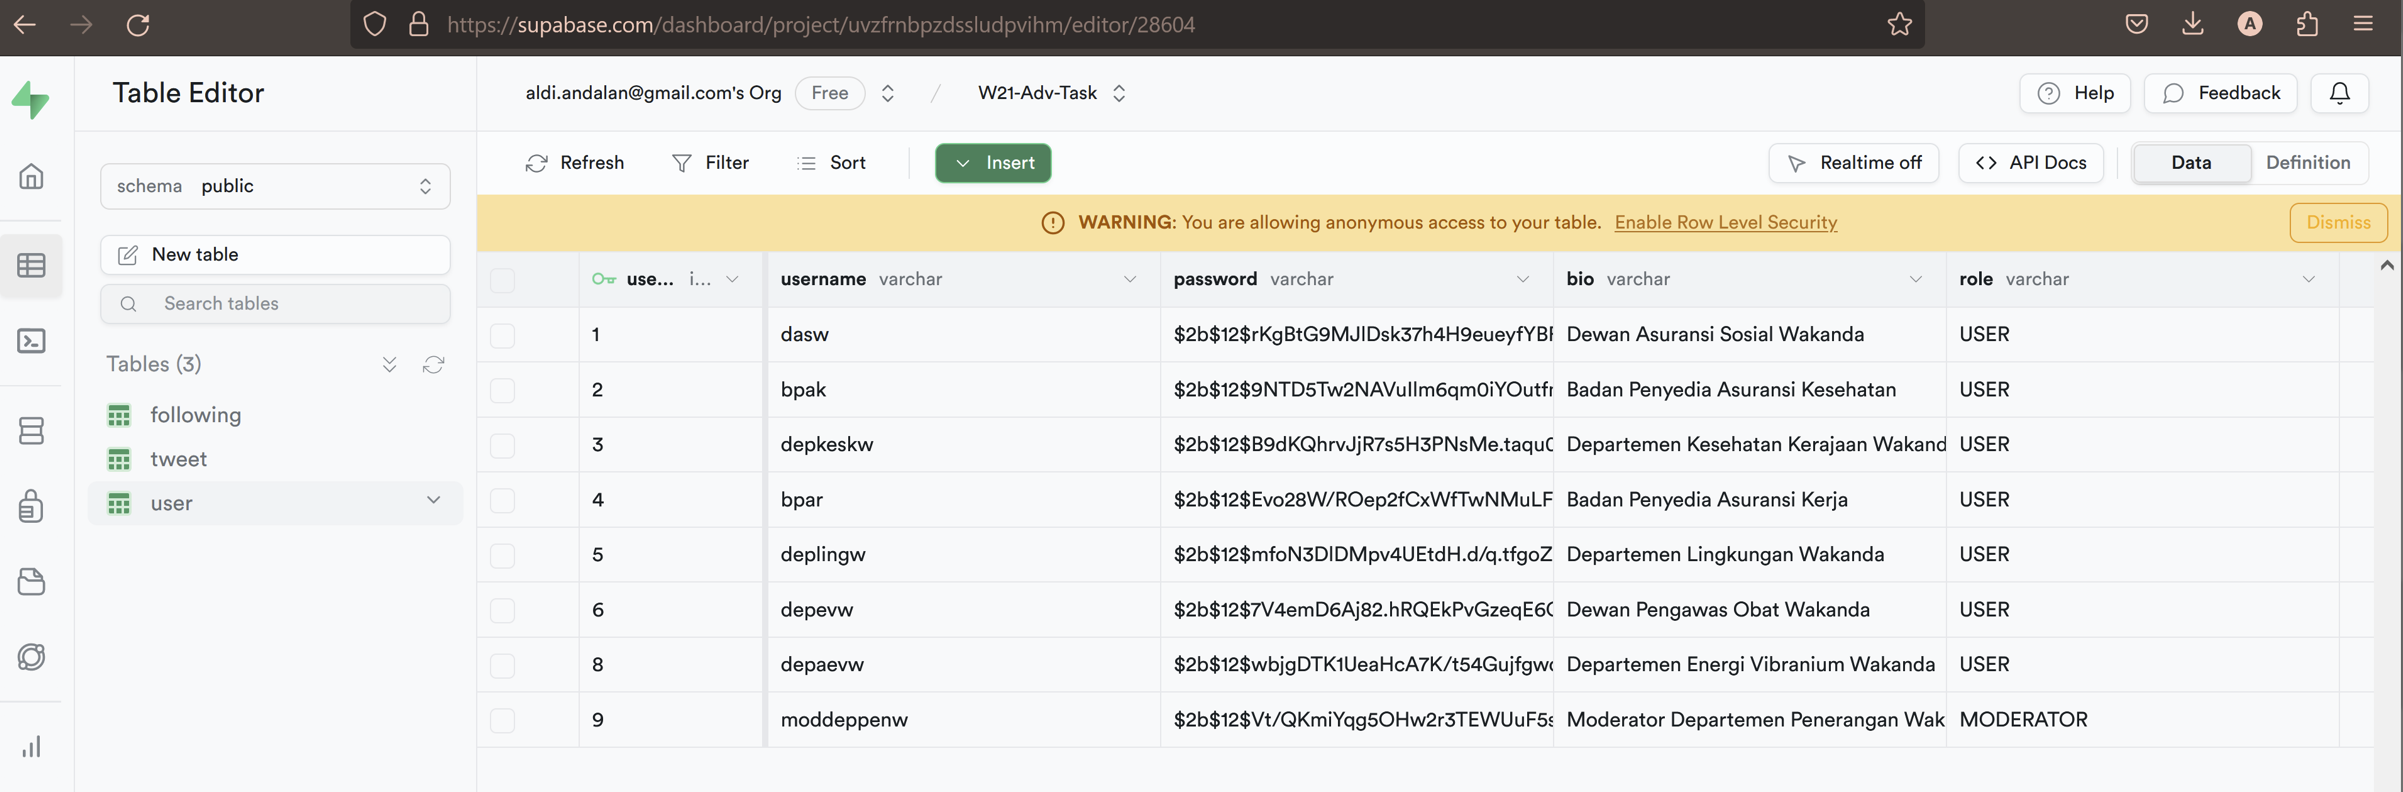 https://supabase.com/dashboard/project/uvzfrnbpzdssludpvihm/editor/28604
A
Table Editor
aldi.andalan@gmail.com's Org Free / W21-Adv-Task
Help Feedback
schema public
Refresh Filter Sort Insert
Realtime off <> API Docs Data Definition
WARNING: You are allowing anonymous access to your table. Enable Row Level Security Dismiss
New table
Search tables
Tables (3)
following
tweet
user
use... i... username varchar password varchar bio varchar role varchar
1 dasw $2b$12$rKgBtG9MJlDsk37h4H9eueyfYB Dewan Asuransi Sosial Wakanda USER
2 bpak $2b$12$9NTD5Tw2NAVuIlm6qm0iYOutf Badan Penyedia Asuransi Kesehatan USER
3 depkeskw $2b$12$B9dKQhrvJjR7s5H3PNsMe.taqu Departemen Kesehatan Kerajaan Wakand USER
4 bpar $2b$12$Evo28W/ROep2fCxWfTwNMuLF Badan Penyedia Asuransi Kerja USER
5 deplingw $2b$12$mfoN3DlDMpv4UEtdH.d/q.tfgoZ Departemen Lingkungan Wakanda USER
6 depevw $2b$12$7V4emD6Aj82.hRQEkPvGzeqE6 Dewan Pengawas Obat Wakanda USER
8 depaevw $2b$12$wbjgDTK1UeaHcA7K/t54Gujfgw Departemen Energi Vibranium Wakanda USER
9 moddeppenw $2b$12$Vt/QKmiYqg5OHw2r3TEWUuF5s Moderator Departemen Penerangan Wak MODERATOR